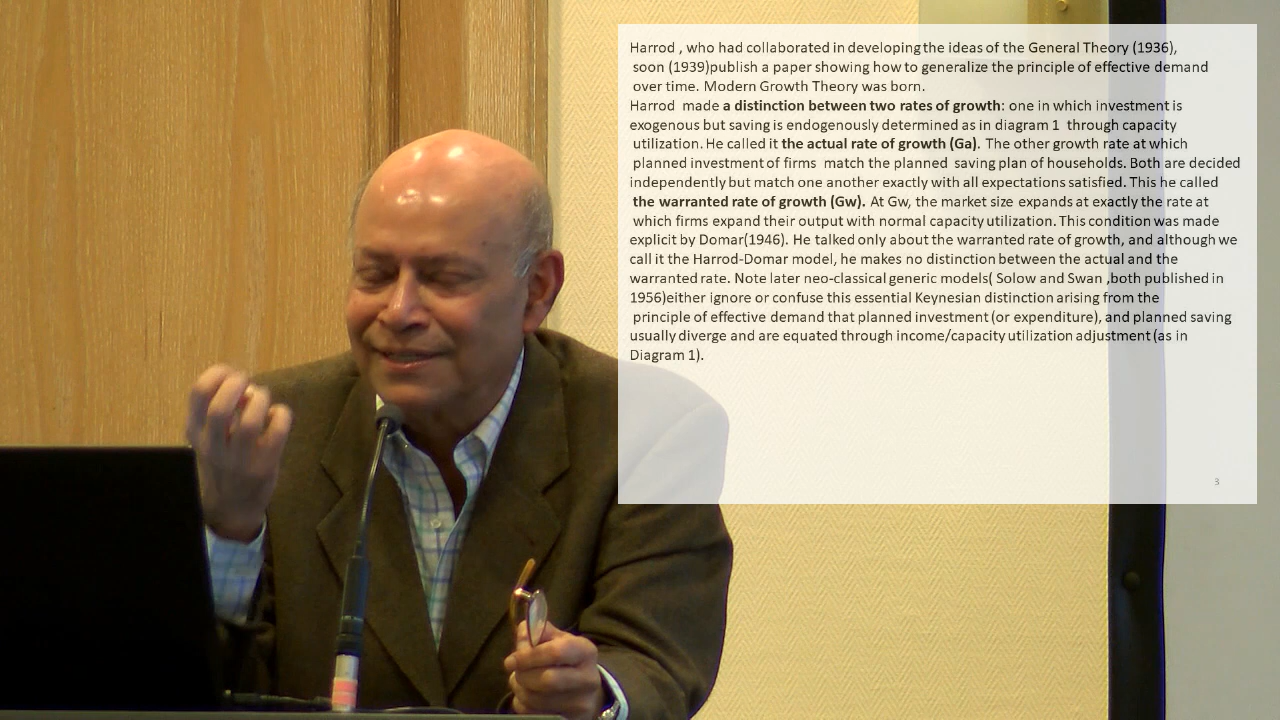 Harrod , who had collaborated in developing the ideas of the General Theory (1936),
soon (1939)publish a paper showing how to generalize the principle of effective demand
over time. Modern Growth Theory was born.
Harrod made a distinction between two rates of growth: one in which investment is
exogenous but saving is endogenously determined as in diagram 1 through capacity
utilization. He called it the actual rate of growth (Ga). The other growth rate at which
planned investment of firms match the planned saving plan of households. Both are decided
independently but match one another exactly with all expectations satisfied. This he called
the warranted rate of growth (Gw). At Gw, the market size expands at exactly the rate at
which firms expand their output with normal capacity utilization. This condition was made
explicit by Domar(1946). He talked only about the warranted rate of growth, and although we
call it the Harrod-Domar model, he makes no distinction between the actual and the
warranted rate. Note later neo-classical generic models( Solow and Swan ,both published in
1956)either ignore or confuse this essential Keynesian distinction arising from the
principle of effective demand that planned investment (or expenditure), and planned saving
usually diverge and are equated through income/capacity utilization adjustment (as in
Diagram 1).
3